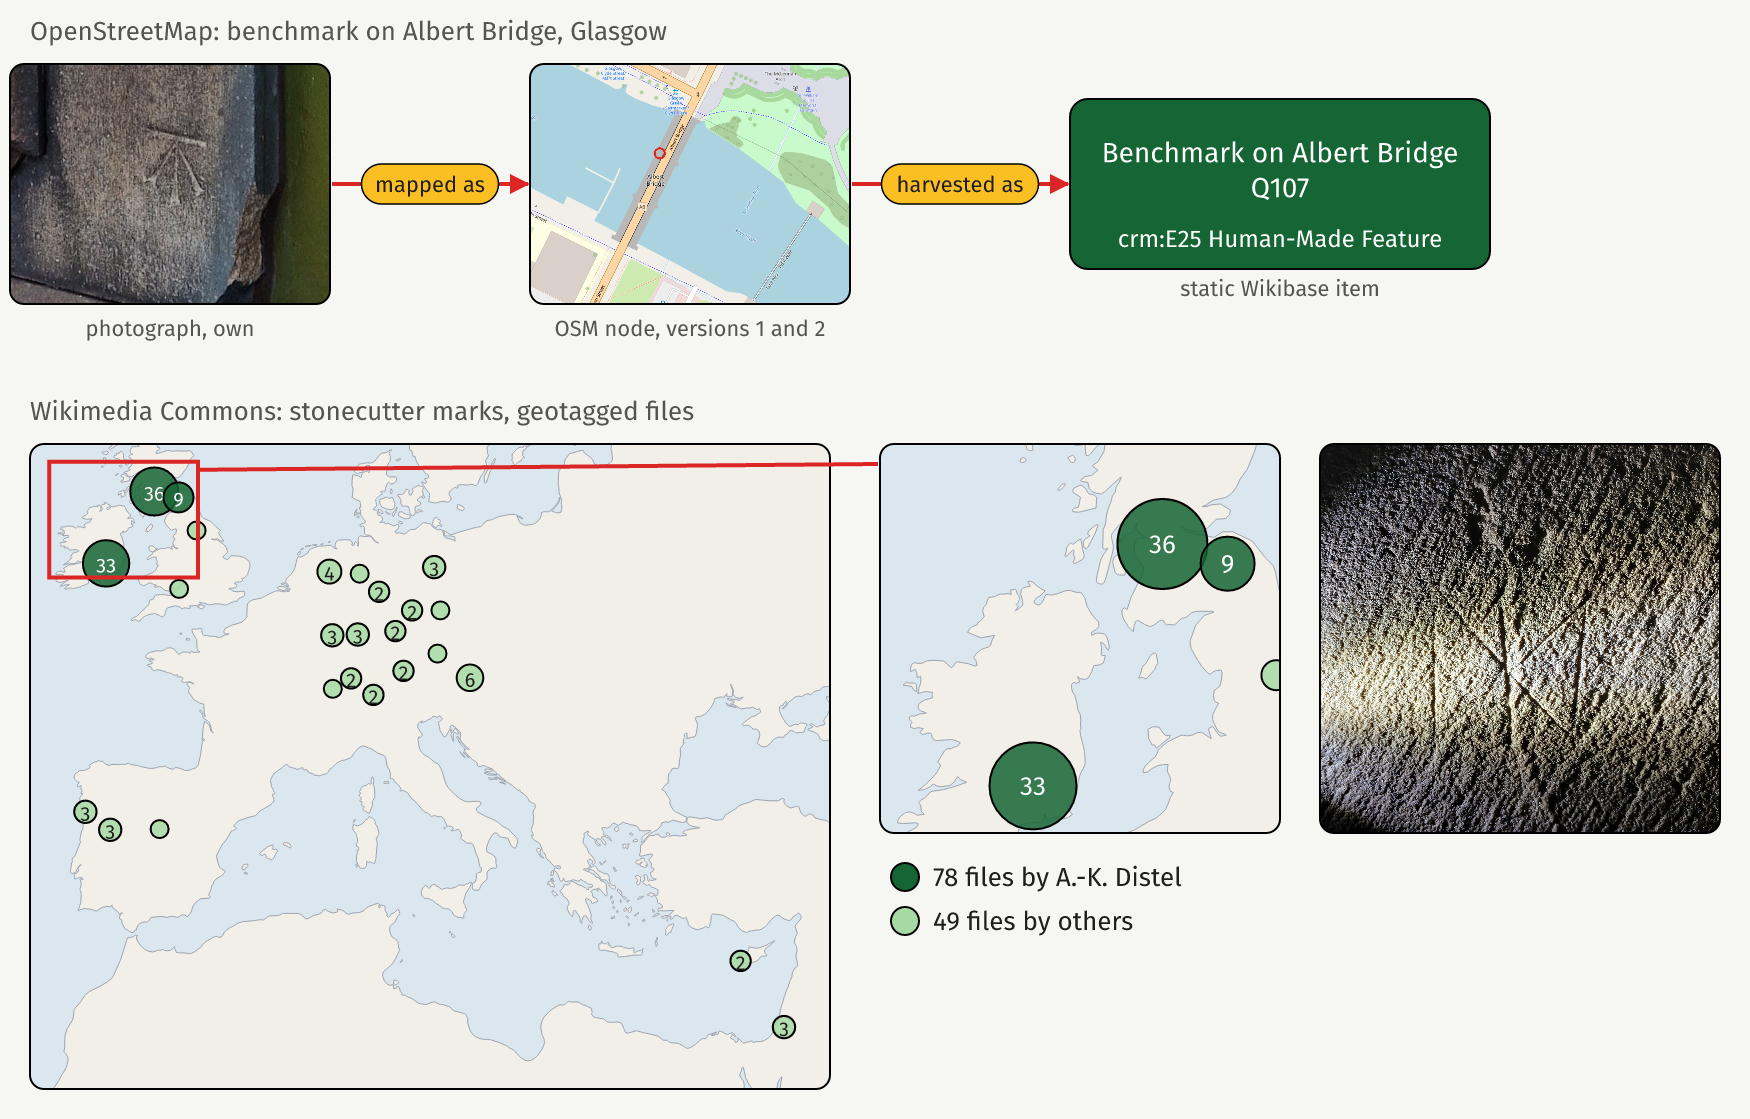 OpenStreetMap: benchmark on Albert Bridge, Glasgow
mapped as
Albert
Bridge
harvested as
Benchmark on Albert Bridge
Q107
crm:E25 Human-Made Feature
static Wikibase item
photograph, own
OSM node, versions 1 and 2
Wikimedia Commons: stonecutter marks, geotagged files
36
9
33
4
3
2
2
3
3
2
2
2
2
6
3
3
2
3
36
9
33
78 files by A.-K. Distel
49 files by others